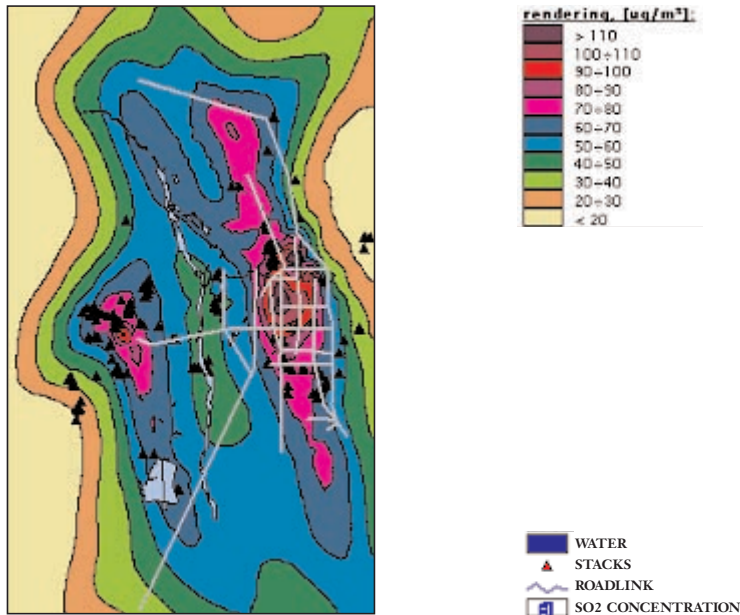 rendering, [ug/m³]:
> 110
100÷110
90÷100
80÷90
70÷80
60÷70
50÷60
40÷50
30÷40
20÷30
< 20
WATER
STACKS
ROADLINK
SO2 CONCENTRATION